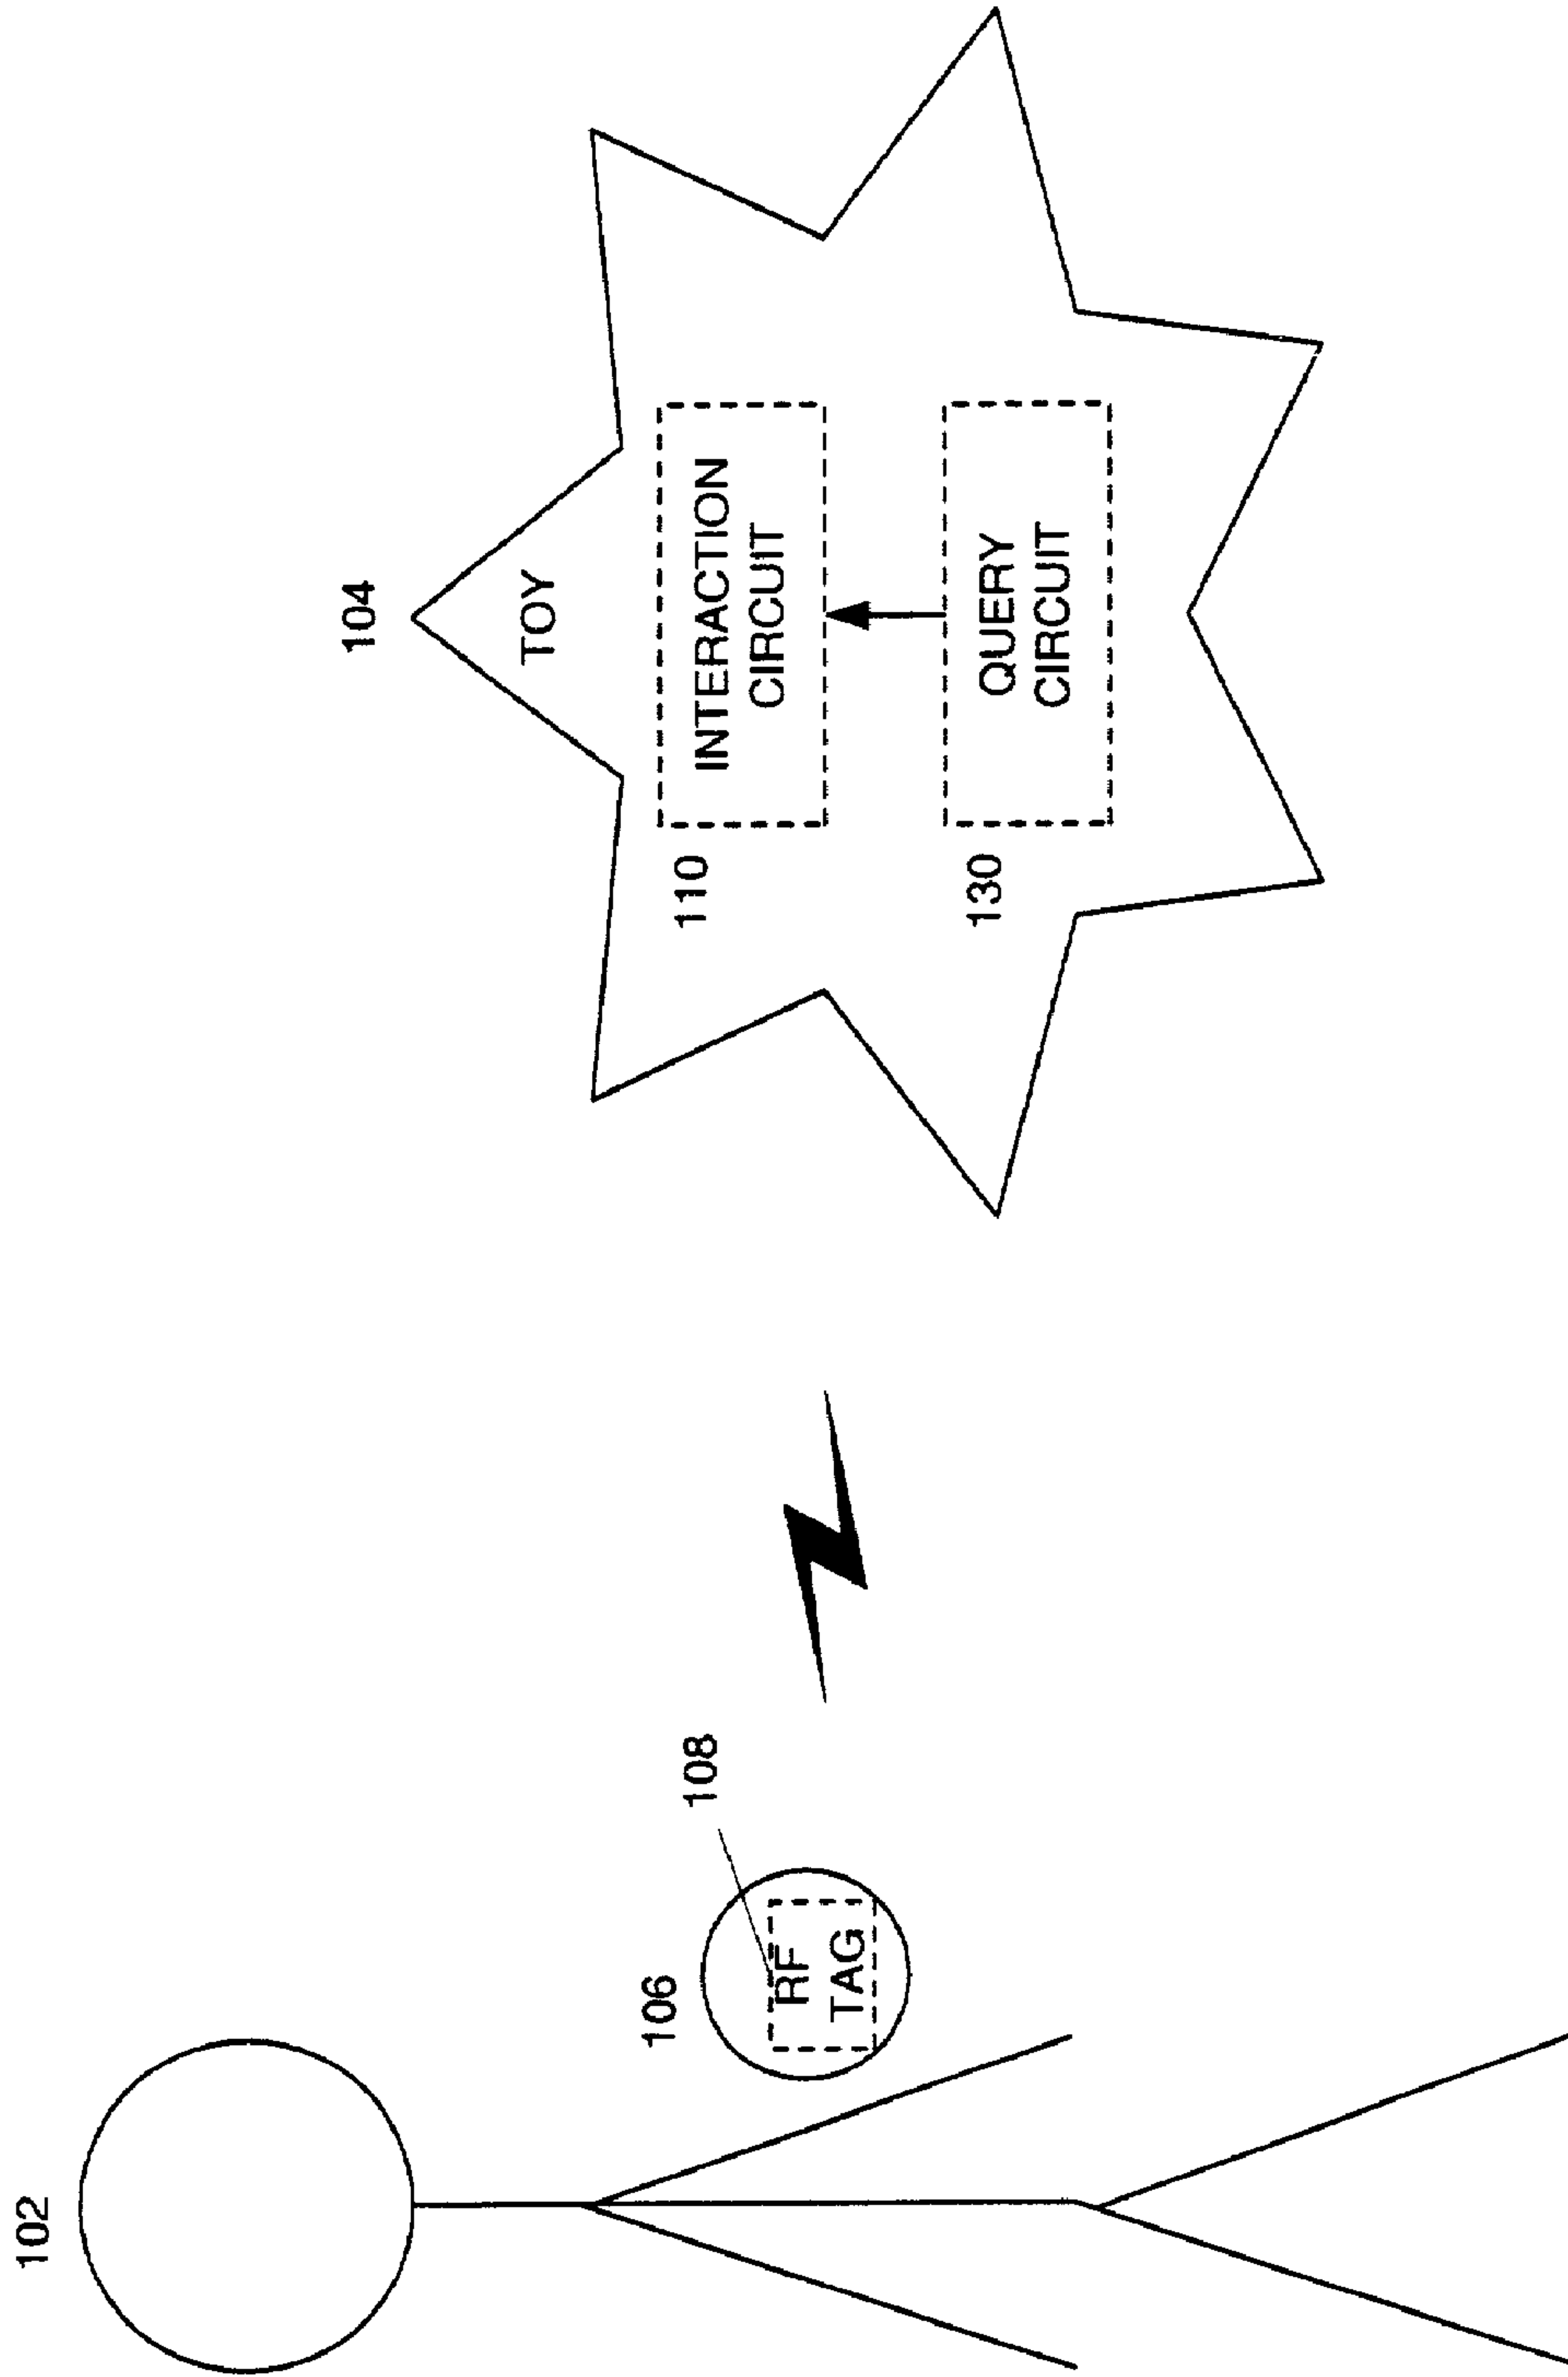 102
106
108
RF
TAG
104
TOY
110
INTERACTION
CIRCUIT
130
QUERY
CIRCUIT